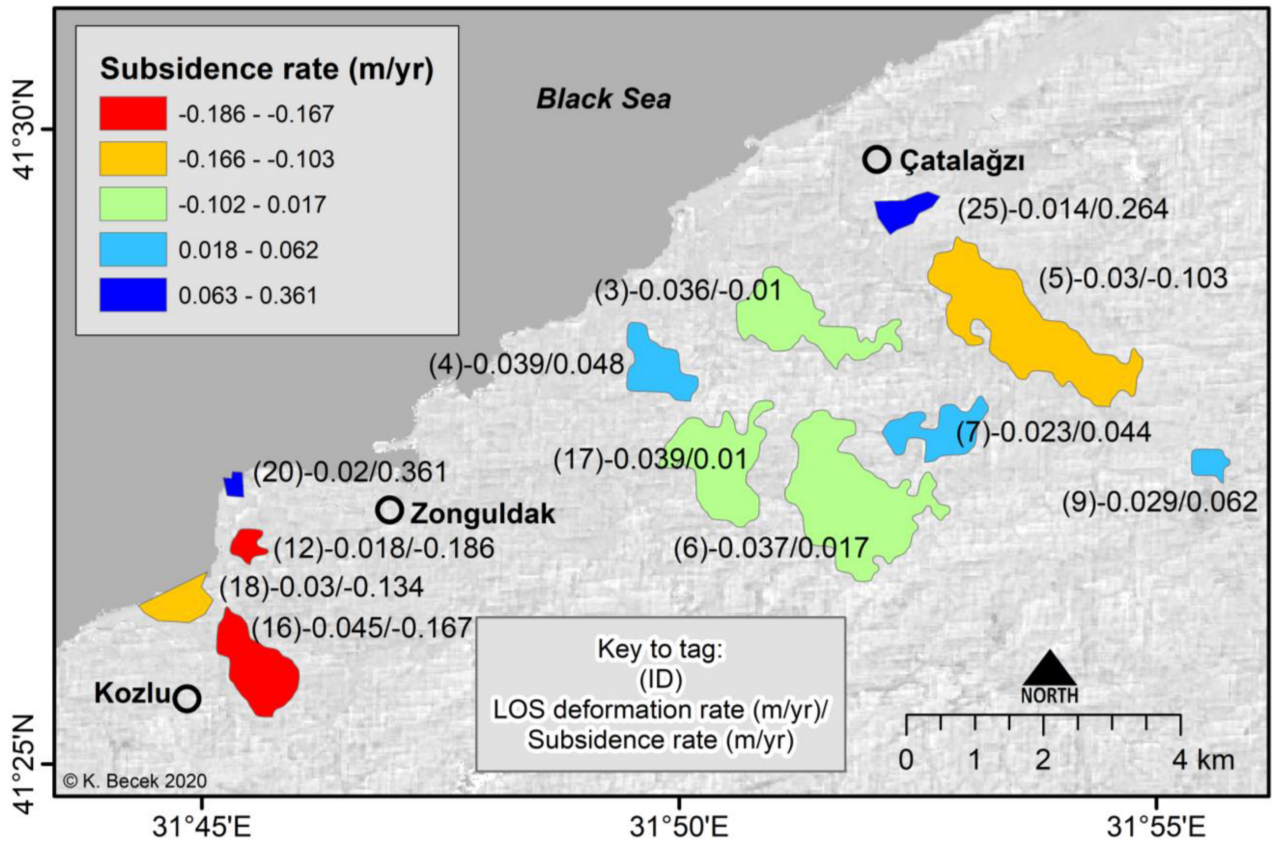 Subsidence rate (m/yr)
-0.186 - -0.167
-0.166 - -0.103
-0.102 - 0.017
0.018 - 0.062
0.063 - 0.361
Black Sea
41°30'N
Çatalağzı
(25)-0.014/0.264
(5)-0.03/-0.103
(3)-0.036/-0.01
(4)-0.039/0.048
(7)-0.023/0.044
(17)-0.039/0.01
(20)-0.02/0.361
(9)-0.029/0.062
Zonguldak
(12)-0.018/-0.186
(6)-0.037/0.017
(18)-0.03/-0.134
(16)-0.045/-0.167
Key to tag:
(ID)
LOS deformation rate (m/yr)/
Subsidence rate (m/yr)
Kozlu
NORTH
0 1 2 4 km
41°25'N
© K. Becek 2020
31°45'E
31°50'E
31°55'E